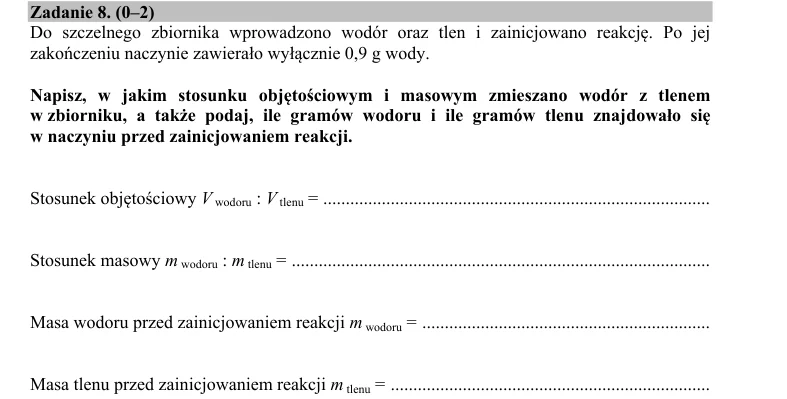 Zadanie 8. (0–2)
Do szczelnego zbiornika wprowadzono wodór oraz tlen i zainicjowano reakcję. Po jej
zakończeniu naczynie zawierało wyłącznie 0,9 g wody.
Napisz, w jakim stosunku objętościowym i masowym zmieszano wodór z tlenem
w zbiorniku, a także podaj, ile gramów wodoru i ile gramów tlenu znajdowało się
w naczyniu przed zainicjowaniem reakcji.
Stosunek objętościowy V wodoru : V tlenu = ......................................................................................
Stosunek masowy m wodoru : m tlenu = .............................................................................................
Masa wodoru przed zainicjowaniem reakcji m wodoru = ................................................................
Masa tlenu przed zainicjowaniem reakcji m tlenu = .......................................................................